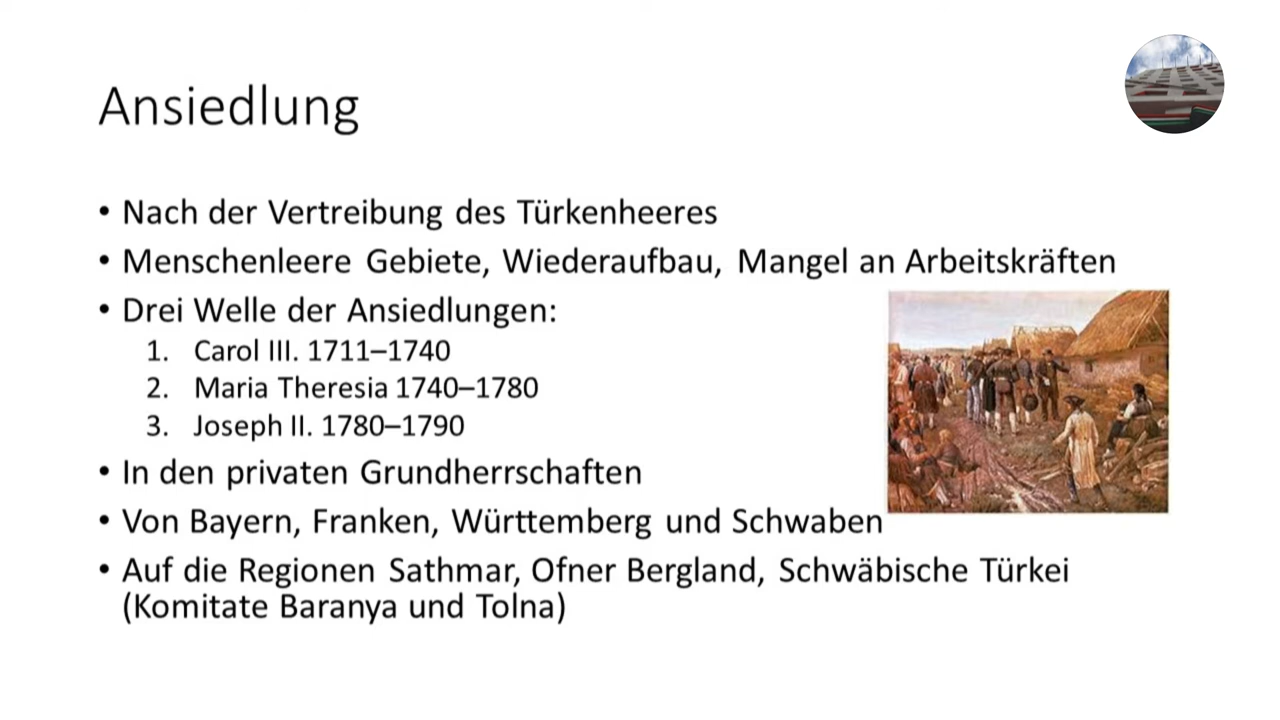 Ansiedlung
• Nach der Vertreibung des Türkenheeres
• Menschenleere Gebiete, Wiederaufbau, Mangel an Arbeitskräften
• Drei Welle der Ansiedlungen:
1. Carol III. 1711–1740
2. Maria Theresia 1740–1780
3. Joseph II. 1780–1790
• In den privaten Grundherrschaften
• Von Bayern, Franken, Württemberg und Schwaben
• Auf die Regionen Sathmar, Ofner Bergland, Schwäbische Türkei
(Komitate Baranya und Tolna)